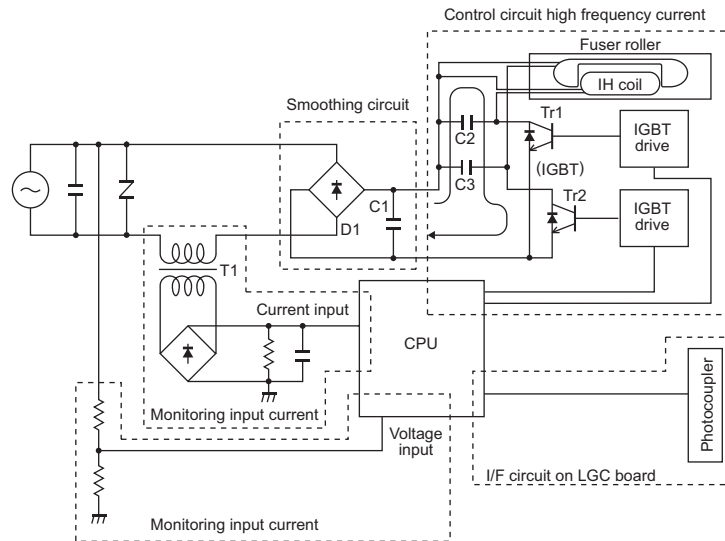 Control circuit high frequency current
Fuser roller
IH coil
Smoothing circuit
Tr1
C2
IGBT
drive
(IGBT)
C3
Tr2
C1
IGBT
drive
D1
T1
Current input
CPU
Photocoupler
Monitoring input current
Voltage
input
I/F circuit on LGC board
Monitoring input current